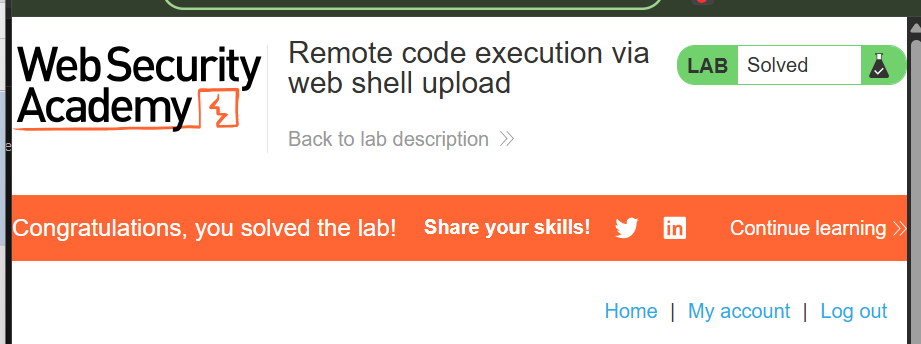 Web Security
Academy
Remote code execution via
web shell upload
Back to lab description
LAB Solved
Congratulations, you solved the lab! Share your skills! Continue learning
Home | My account | Log out